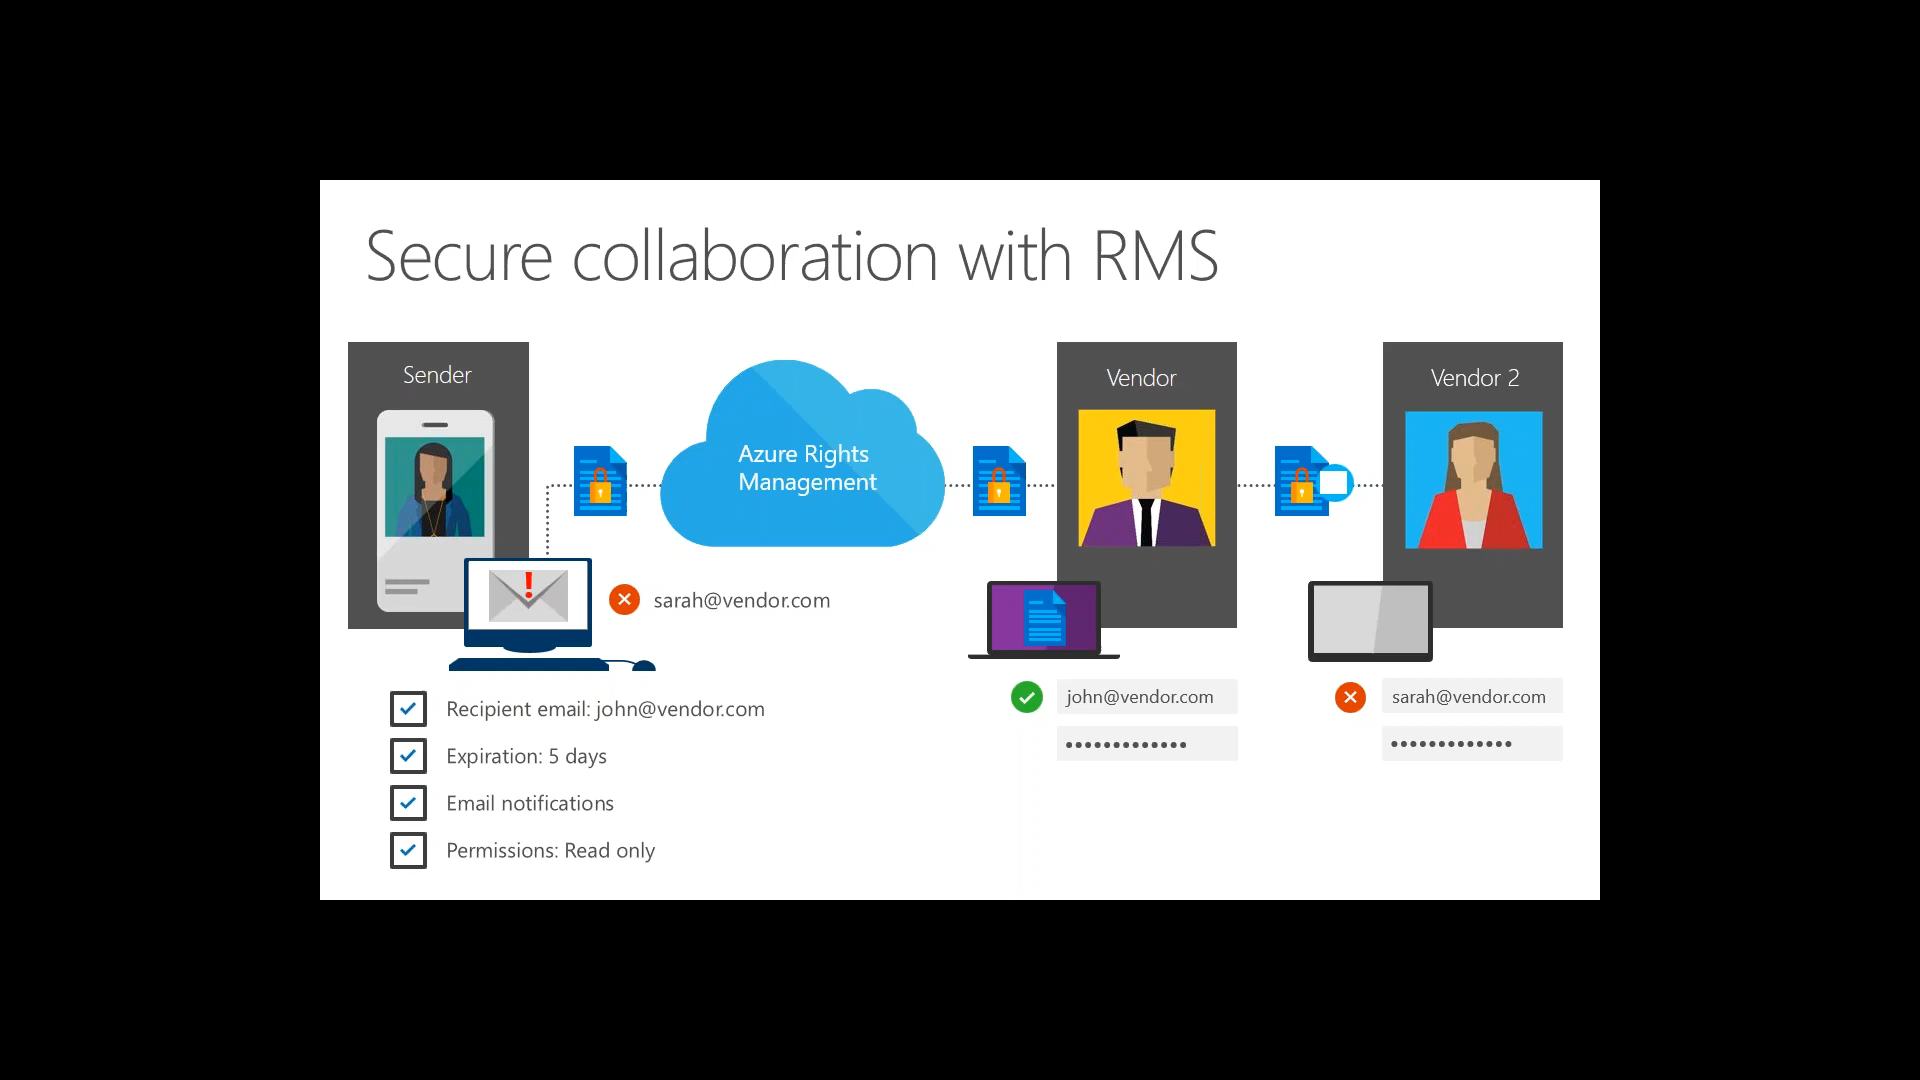 Secure collaboration with RMS
Sender
Azure Rights
Management
Vendor
Vendor 2
sarah@vendor.com
john@vendor.com
•••••••••••••
sarah@vendor.com
•••••••••••••
Recipient email: john@vendor.com
Expiration: 5 days
Email notifications
Permissions: Read only